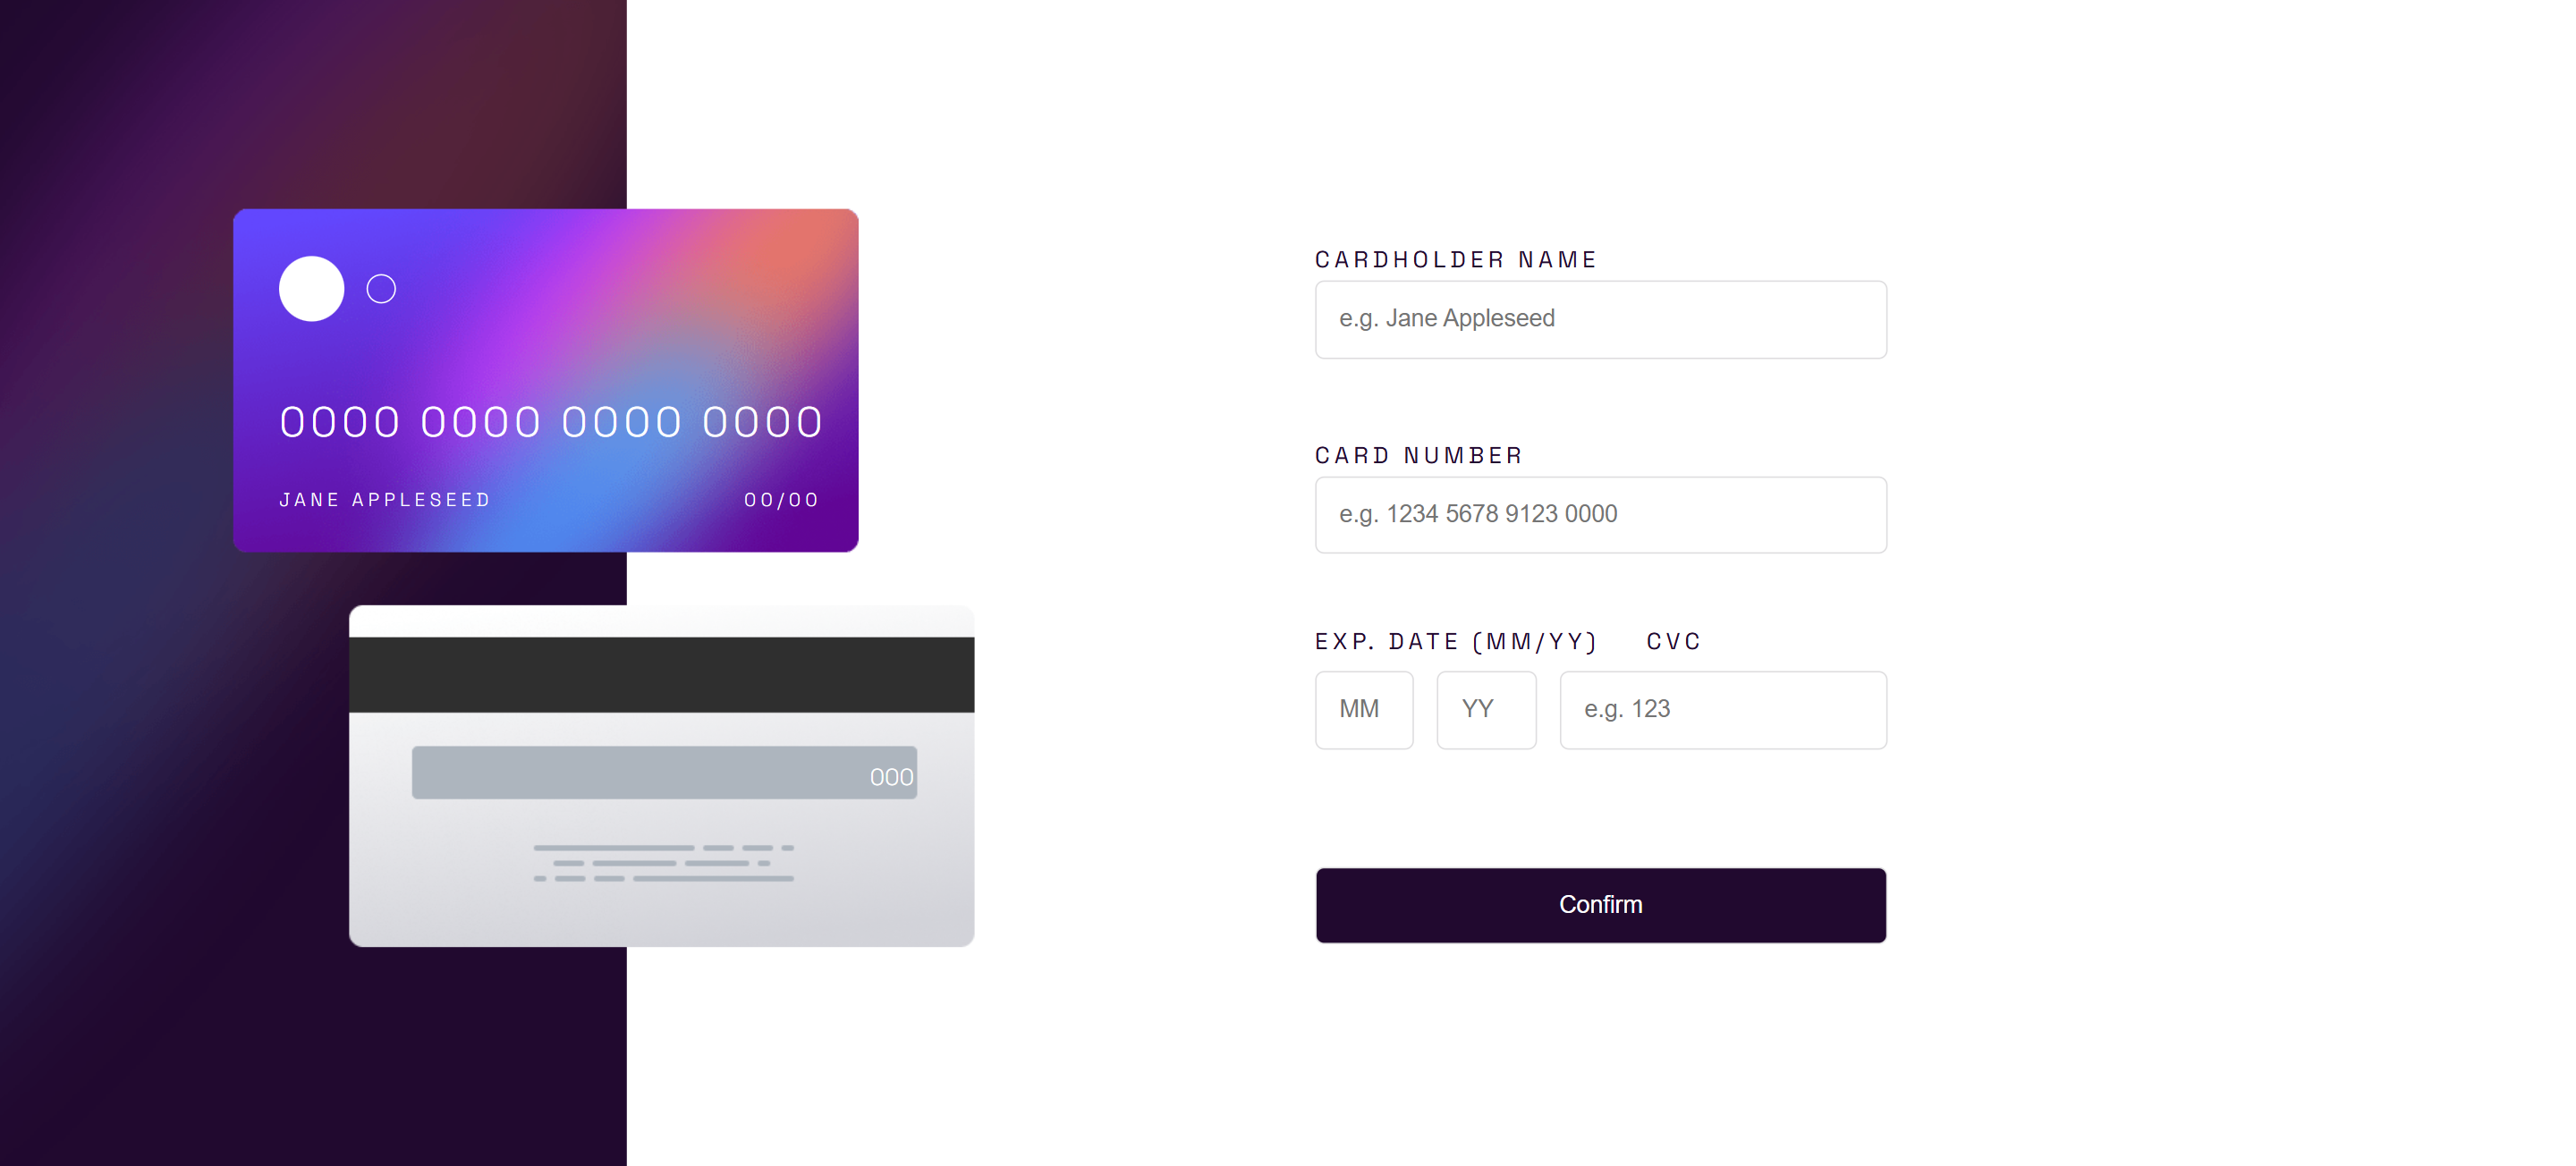 0000 0000 0000 0000
JANE APPLESEED 00/00
000
CARDHOLDER NAME
e.g. Jane Appleseed
CARD NUMBER
e.g. 1234 5678 9123 0000
EXP. DATE (MM/YY) CVC
MM YY e.g. 123
Confirm